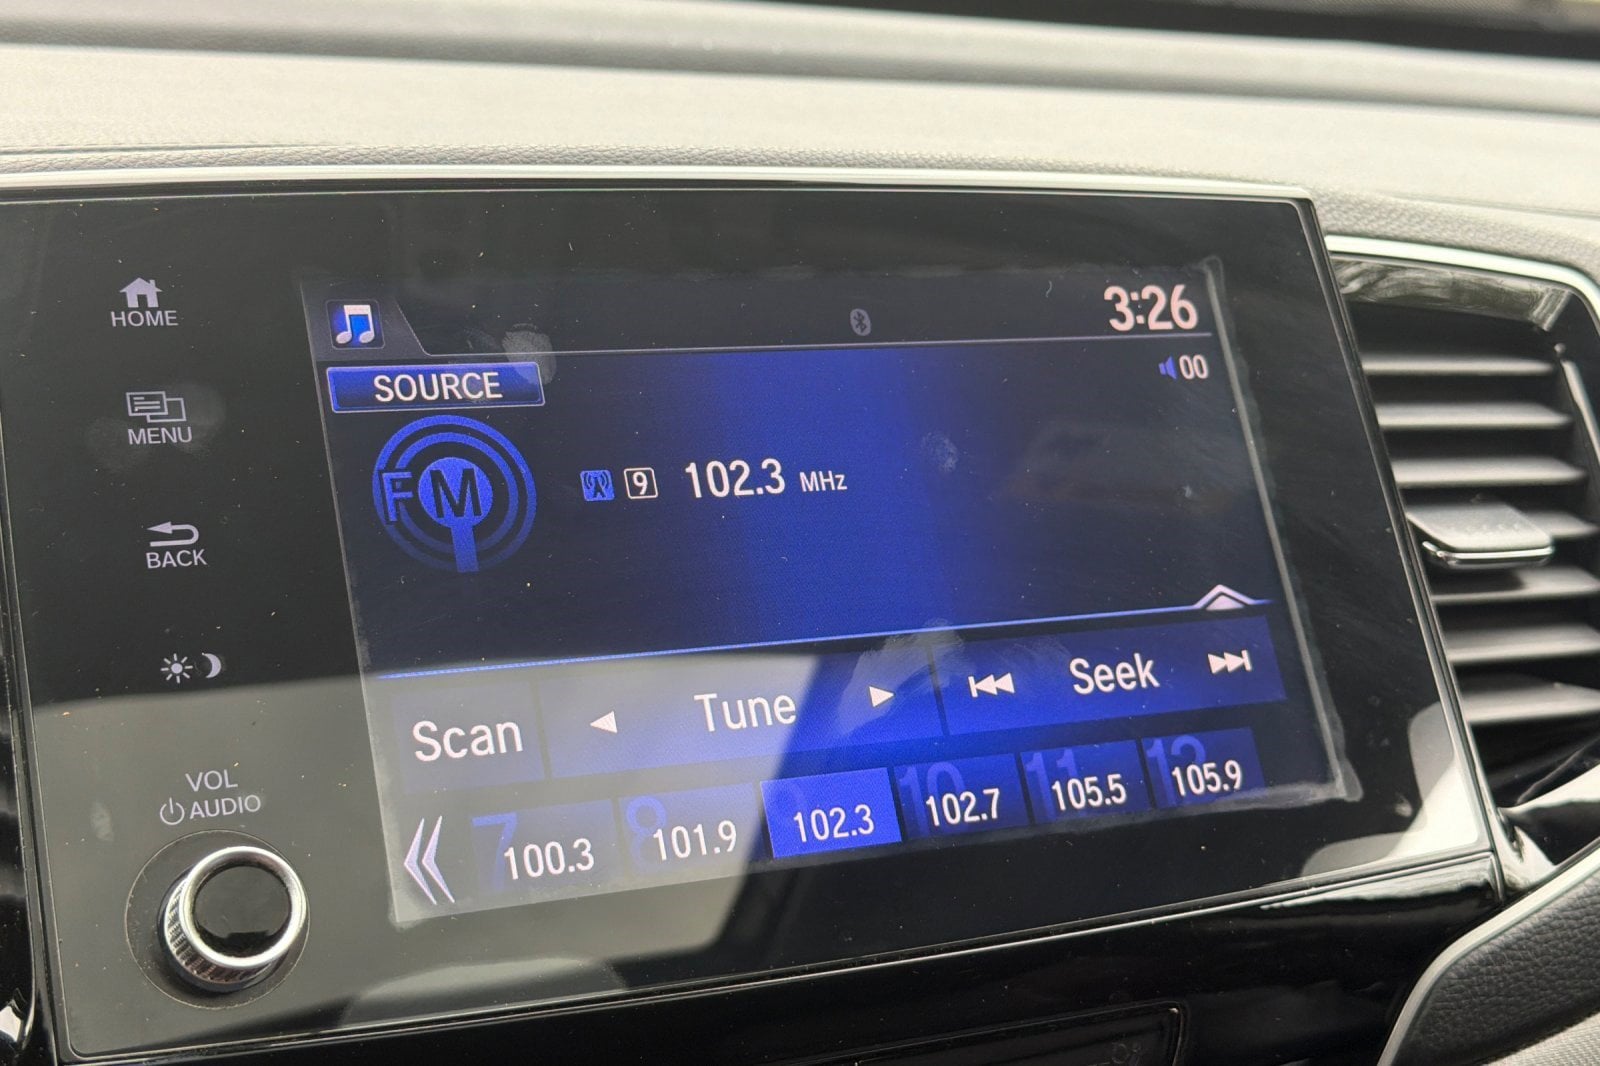 HOME
MENU
BACK
VOL
AUDIO
3:26
00
SOURCE
FM
9 102.3 MHz
Scan
Tune
Seek
7 100.3
8 101.9
102.3
10 102.7
11 105.5
12 105.9